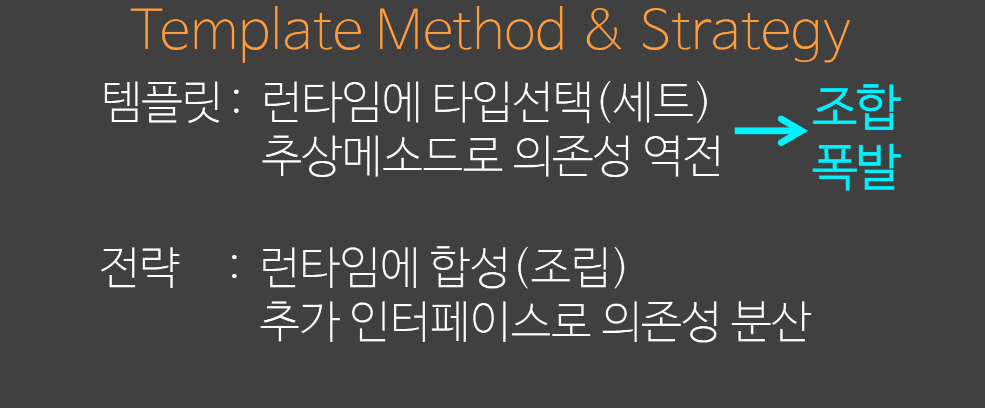 Template Method & Strategy
템플릿 : 런타임에 타입선택(세트)
추상메소드로 의존성 역전
조합
폭발
전략 : 런타임에 합성(조립)
추가 인터페이스로 의존성 분산